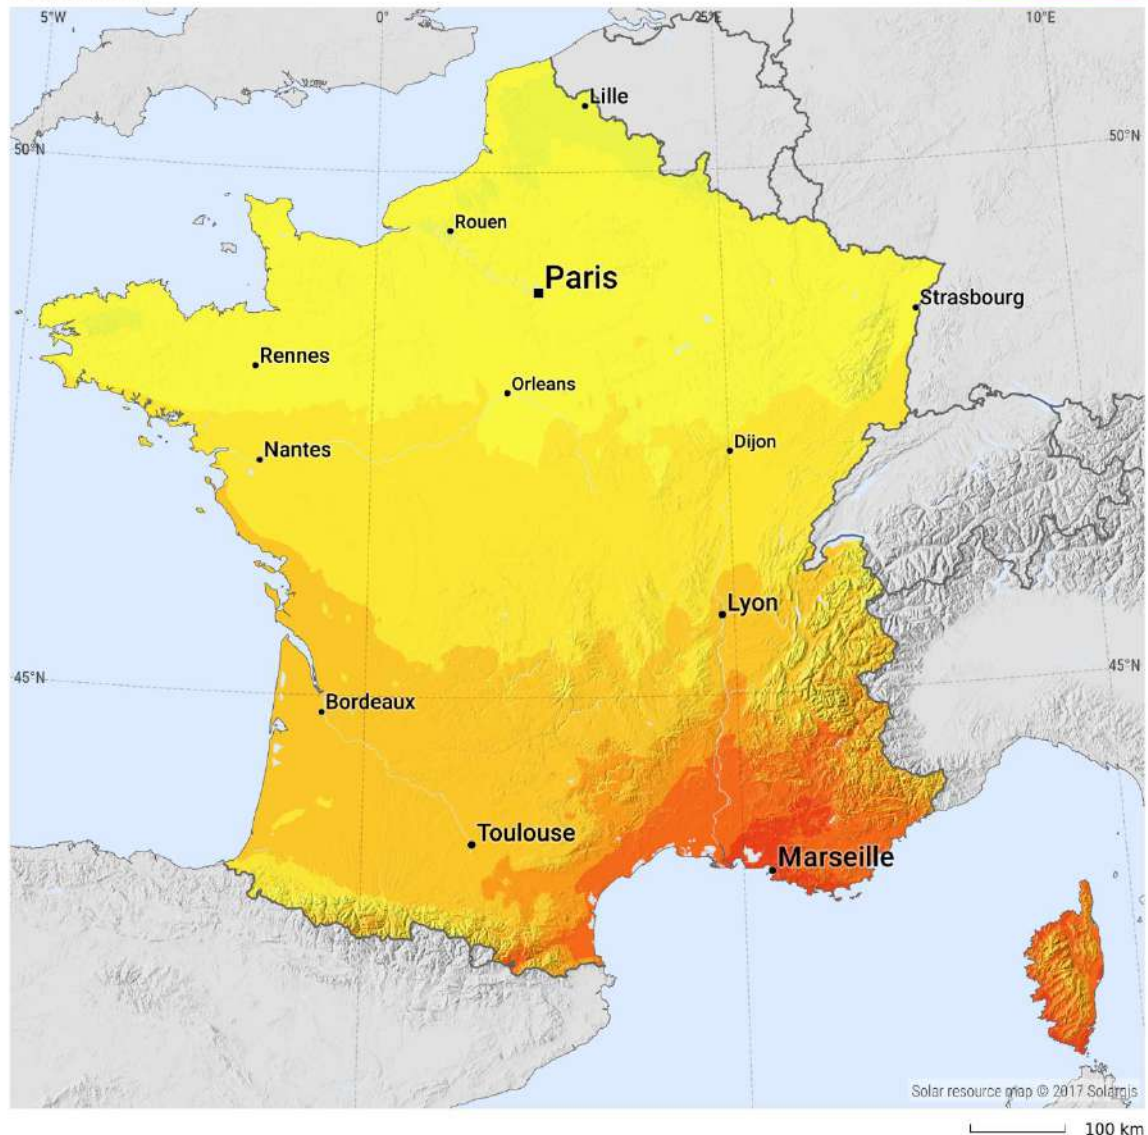 5°W
0°
5°E
10°E
50°N
50°N
Lille
Rouen
Paris
Strasbourg
Rennes
Orleans
Nantes
Dijon
Lyon
45°N
45°N
Bordeaux
Toulouse
Marseille
Solar resource map © 2017 Solargis
100 km